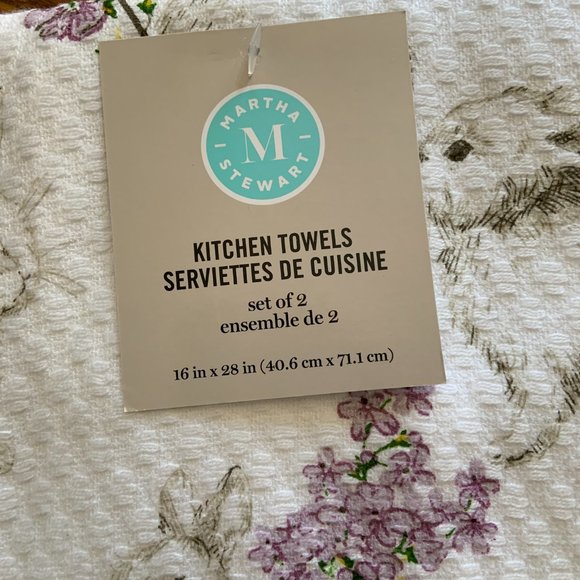 MARTHA
M
STEWART
KITCHEN TOWELS
SERVIETTES DE CUISINE
set of 2
ensemble de 2
16 in x 28 in (40.6 cm x 71.1 cm)